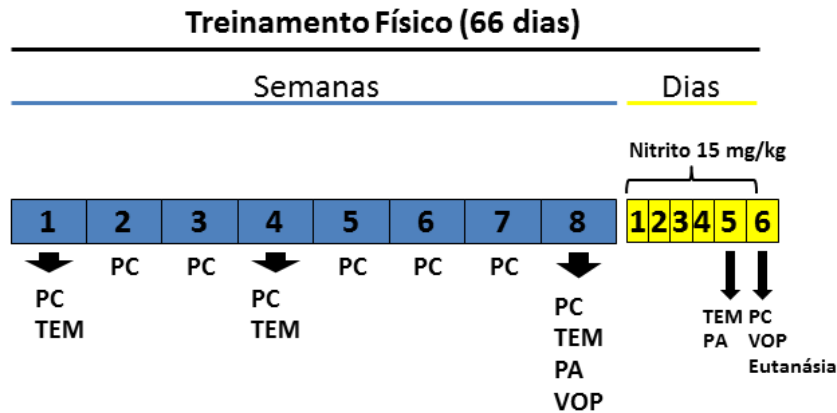 Treinamento Físico (66 dias)
Semanas
Dias
Nitrito 15 mg/kg
1 2 3 4 5 6 7 8
1 2 3 4 5 6
PC PC PC PC PC
PC
TEM
PC
TEM
PC
TEM
PA
VOP
TEM
PA
PC
VOP
Eutanásia